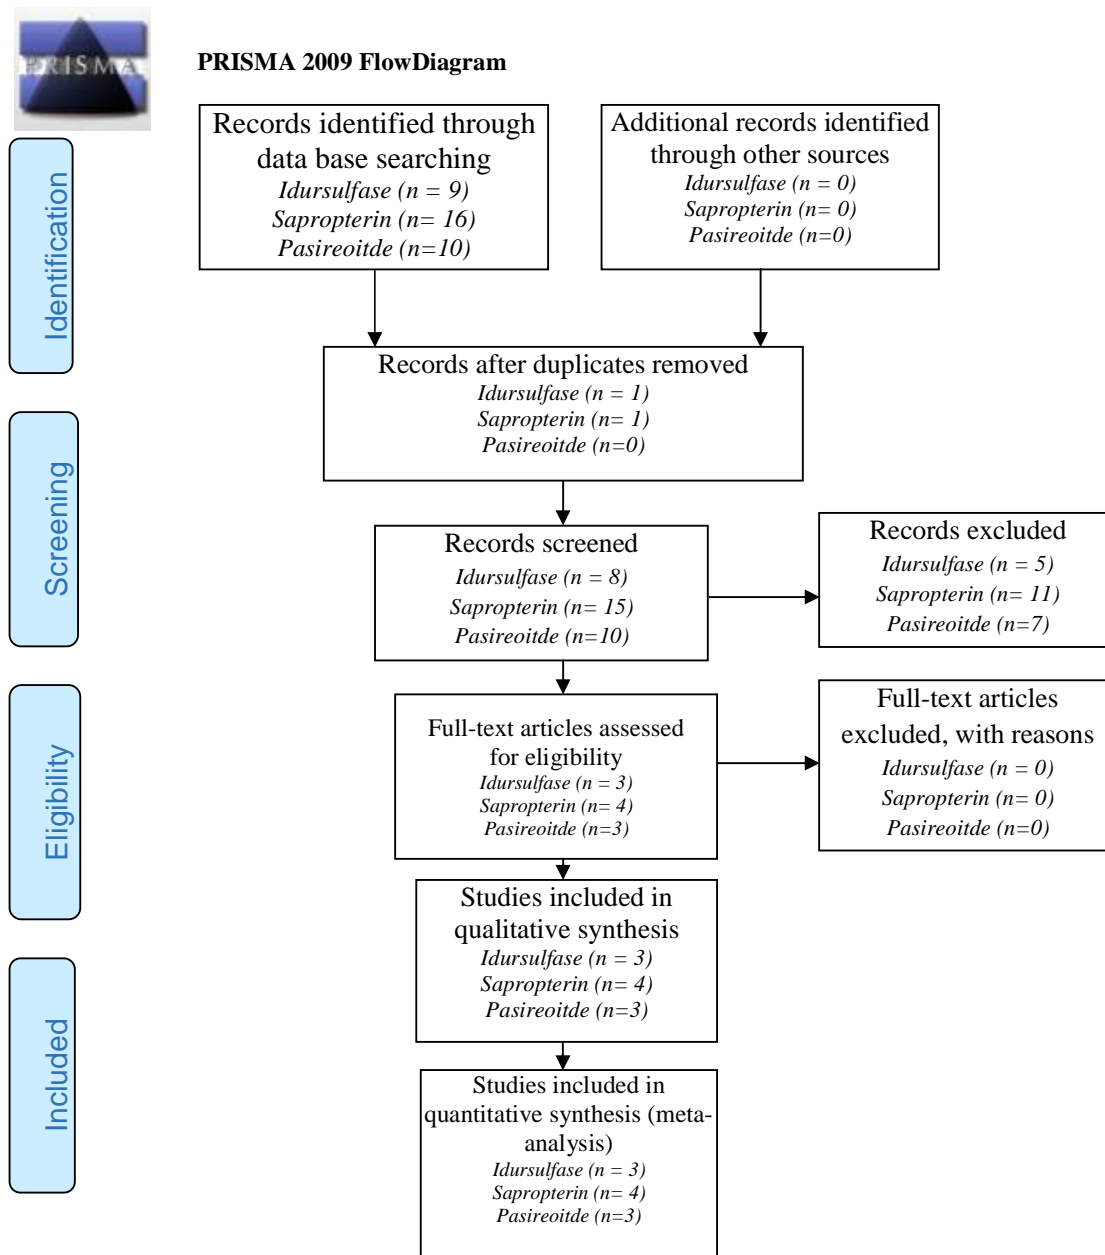 PRISMA
PRISMA 2009 FlowDiagram
Records identified through
data base searching
Idursulfase (n = 9)
Sapropterin (n= 16)
Pasireoitde (n=10)
Additional records identified
through other sources
Idursulfase (n = 0)
Sapropterin (n= 0)
Pasireoitde (n=0)
Identification
Records after duplicates removed
Idursulfase (n = 1)
Sapropterin (n= 1)
Pasireoitde (n=0)
Screening
Records screened
Idursulfase (n = 8)
Sapropterin (n= 15)
Pasireoitde (n=10)
Records excluded
Idursulfase (n = 5)
Sapropterin (n= 11)
Pasireoitde (n=7)
Eligibility
Full-text articles assessed
for eligibility
Idursulfase (n = 3)
Sapropterin (n= 4)
Pasireoitde (n=3)
Full-text articles
excluded, with reasons
Idursulfase (n = 0)
Sapropterin (n= 0)
Pasireoitde (n=0)
Studies included in
qualitative synthesis
Idursulfase (n = 3)
Sapropterin (n= 4)
Pasireoitde (n=3)
Included
Studies included in
quantitative synthesis (meta-
analysis)
Idursulfase (n = 3)
Sapropterin (n= 4)
Pasireoitde (n=3)